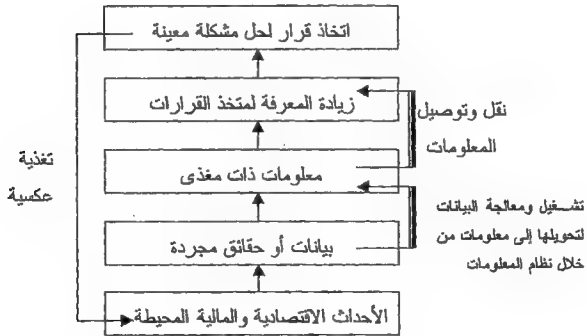 اتخاذ قرار لحل مشكلة معينة
زيادة المعرفة لمتخذ القرارات
نقل وتوصيل
المعلومات
معلومات ذات مغذى
تغذية
عكسية
تشغيل ومعالجة البيانات
لتحويلها إلى معلومات من
خلال نظام المعلومات
بيانات أو حقائق مجردة
الأحداث الاقتصادية والمالية المحيطة